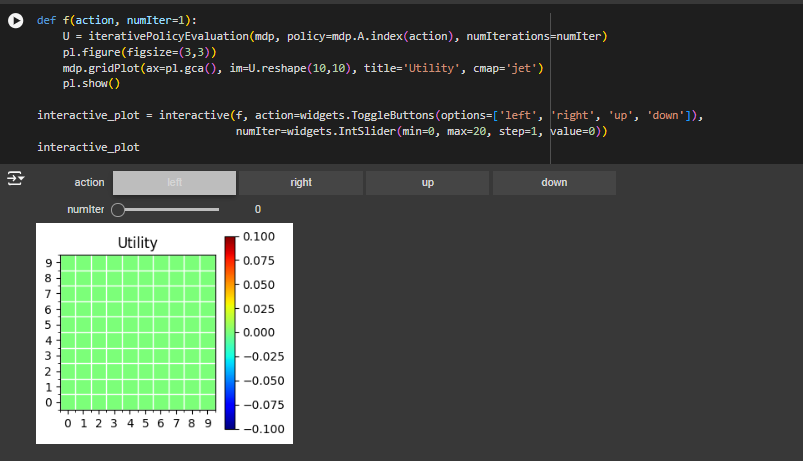 def f(action, numIter=1):
    U = iterativePolicyEvaluation(mdp, policy=mdp.A.index(action), numIterations=numIter)
    pl.figure(figsize=(3,3))
    mdp.gridPlot(ax=pl.gca(), im=U.reshape(10,10), title='Utility', cmap='jet')
    pl.show()
interactive_plot = interactive(f, action=widgets.ToggleButtons(options=['left', 'right', 'up', 'down']),
                               numIter=widgets.IntSlider(min=0, max=20, step=1, value=0))
interactive_plot
action left right up down
numIter 0
Utility
9
8
7
6
5
4
3
2
1
0
0 1 2 3 4 5 6 7 8 9
0.100
0.075
0.050
0.025
0.000
−0.025
−0.050
−0.075
−0.100